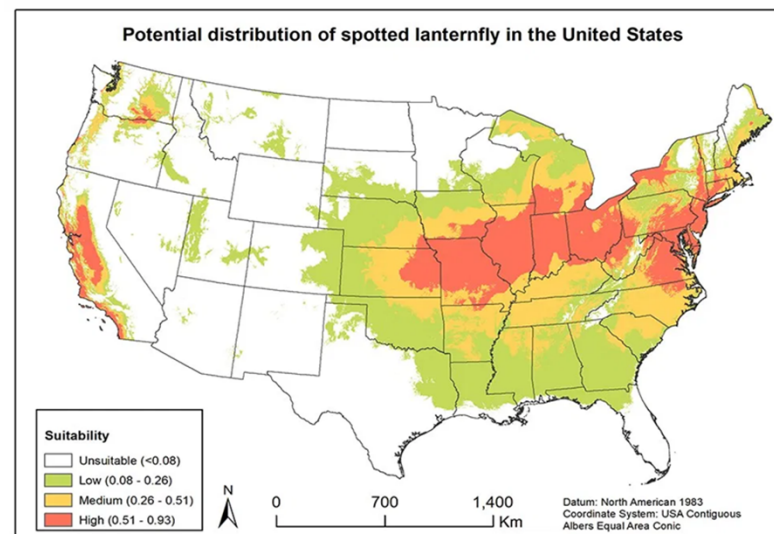 Potential distribution of spotted lanternfly in the United States
Suitability
Unsuitable (<0.08)
Low (0.08 - 0.26)
Medium (0.26 - 0.51)
High (0.51 - 0.93)
N
0 700 1,400
Km
Datum: North American 1983
Coordinate System: USA Contiguous
Albers Equal Area Conic